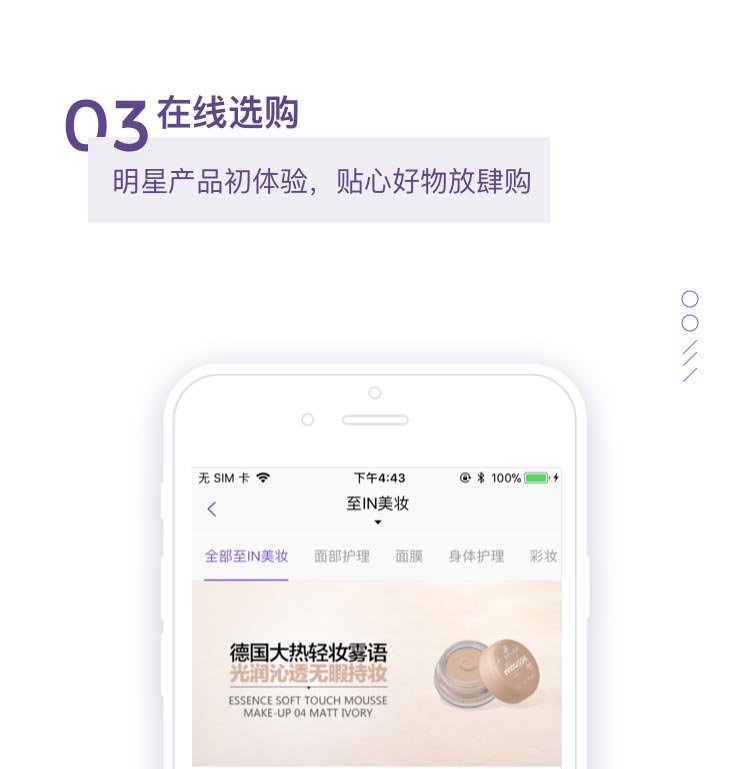 03 在线选购
明星产品初体验，贴心好物放肆购
无 SIM 卡 下午4:43 100%
至IN美妆
全部至IN美妆 面部护理 面膜 身体护理 彩妆
德国大热轻妆雾语
光润沁透无暇持妆
ESSENCE SOFT TOUCH MOUSSE
MAKE-UP 04 MATT IVORY
mousse